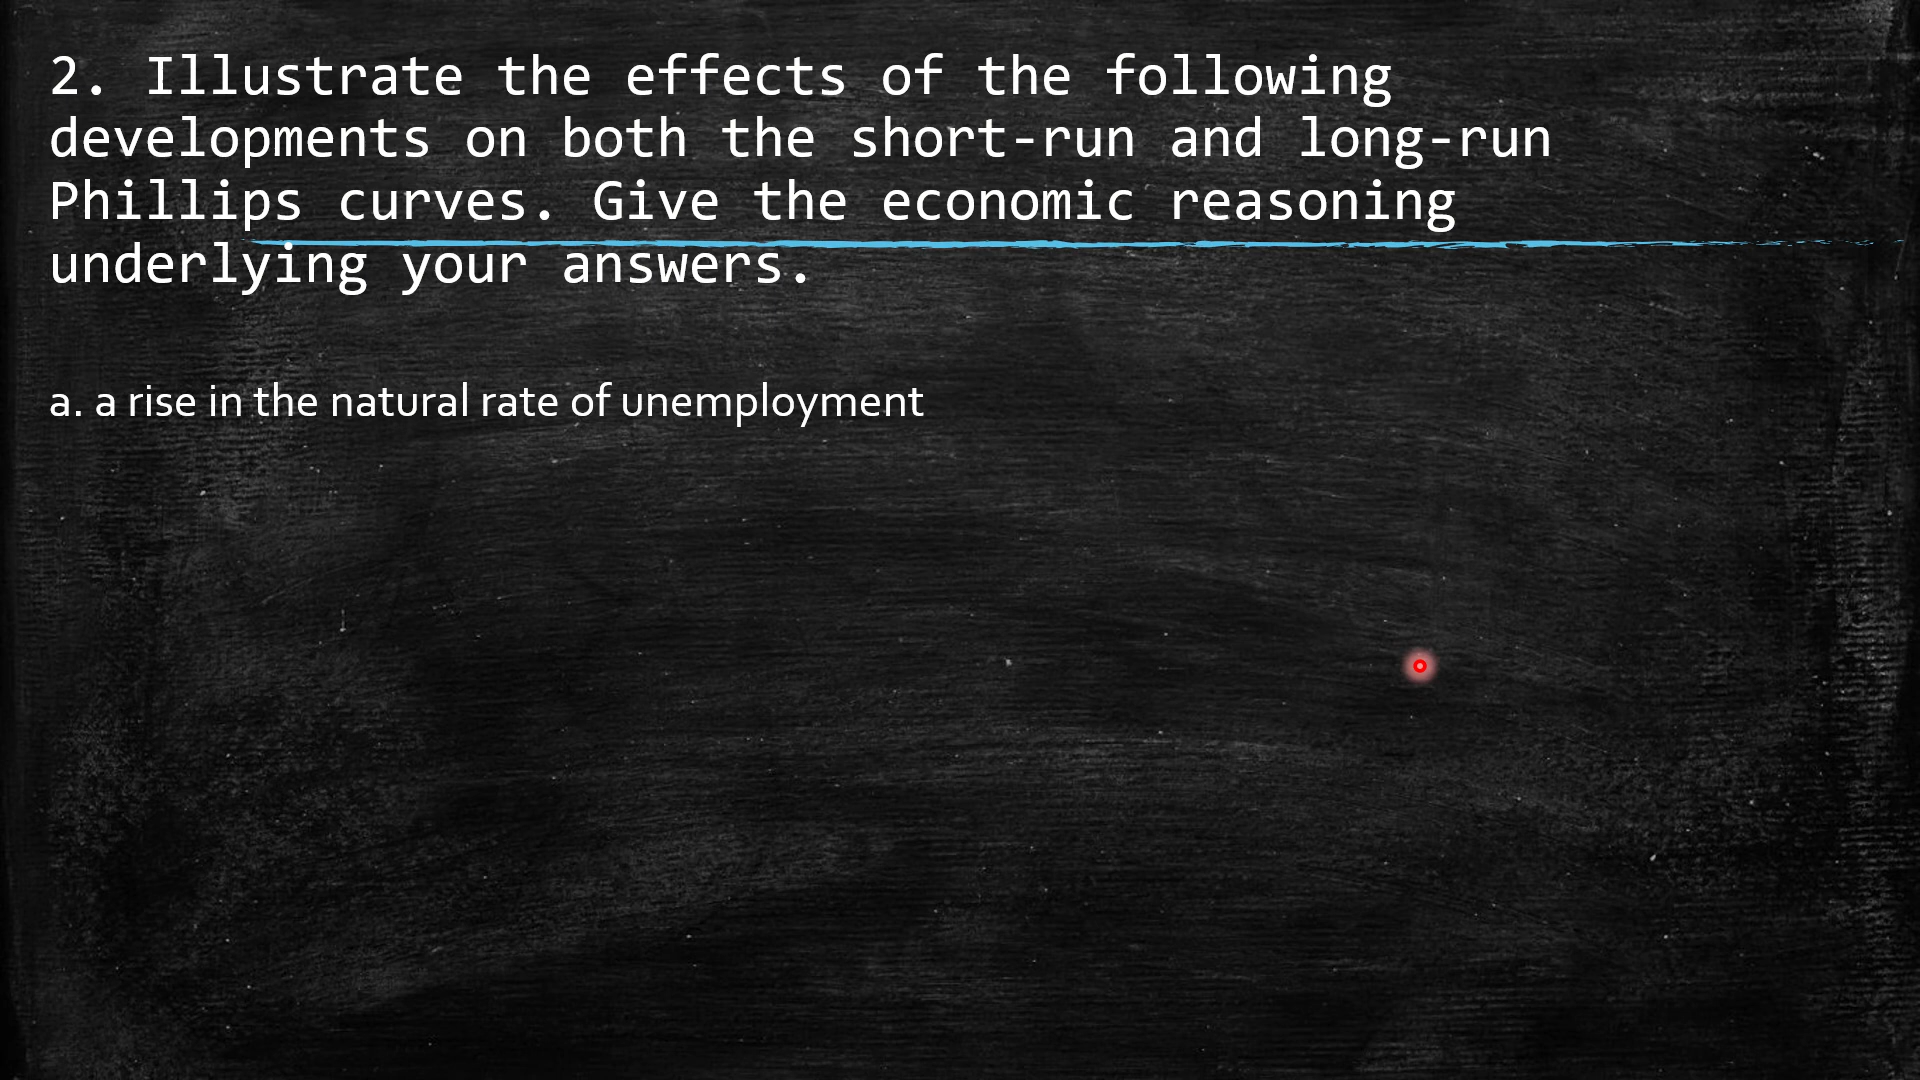 2. Illustrate the effects of the following
developments on both the short-run and long-run
Phillips curves. Give the economic reasoning
underlying your answers.
a. a rise in the natural rate of unemployment